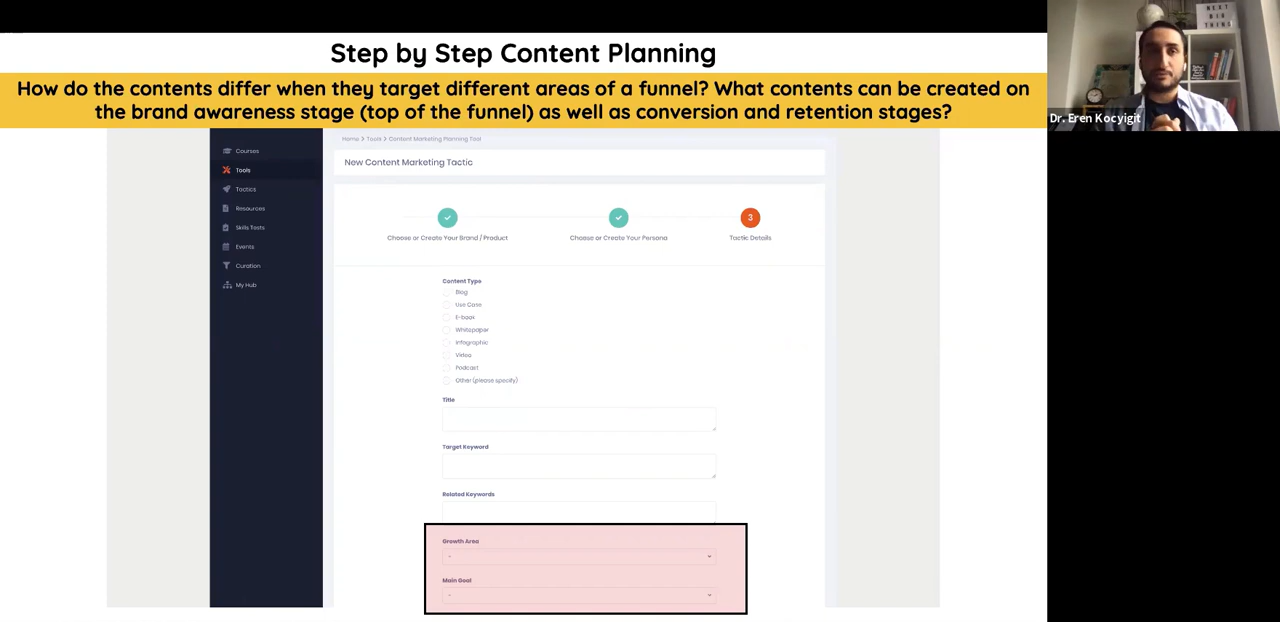 Step by Step Content Planning
How do the contents differ when they target different areas of a funnel? What contents can be created on
the brand awareness stage (top of the funnel) as well as conversion and retention stages?
NEXT
BIG
THING
Dr. Eren Kocyigit
Home > Tools > Content Marketing Planning Tool
Courses
Tools
Tactics
Resources
Skills Tests
Events
Curation
My Hub
New Content Marketing Tactic
3
Choose or Create Your Brand / Product
Choose or Create Your Persona
Tactic Details
Content Type
Blog
Use Case
E-book
Whitepaper
Infographic
Video
Podcast
Other (please specify)
Title
Target Keyword
Related Keywords
Growth Area
-
Main Goal
-